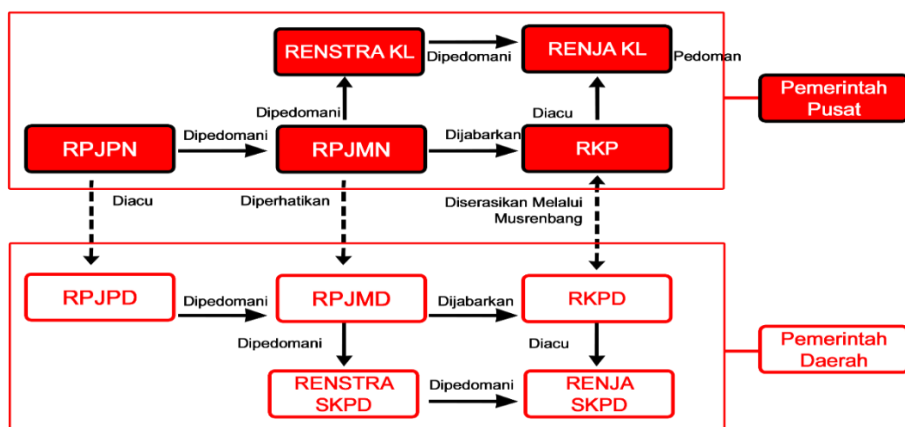 RENSTRA KL
Dipedomani
RENJA KL
Pedoman
Pemerintah
Pusat
Dipedomani
Diacu
RPJPN
Dipedomani
RPJMN
Dijabarkan
RKP
Diacu
Diperhatikan
Diserasikan Melalui
Musrenbang
RPJPD
Dipedomani
RPJMD
Dijabarkan
RKPD
Dipedomani
Diacu
Pemerintah
Daerah
RENSTRA
SKPD
Dipedomani
RENJA
SKPD